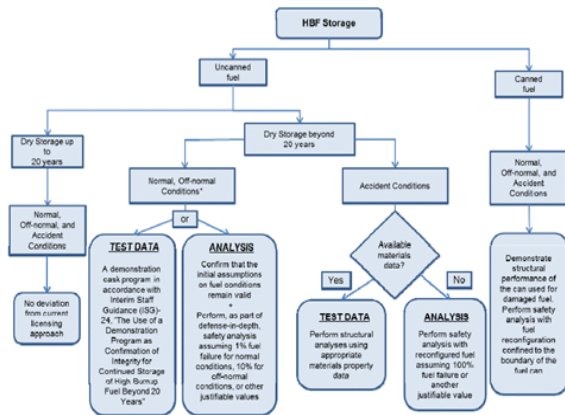 HBF Storage
Uncanned
fuel
Canned
fuel
Dry Storage up
to
20 years
Dry Storage beyond
20 years
Normal, Off-normal
Conditions*
Accident Conditions
Normal,
Off-normal, and
Accident
Conditions
Normal,
Off-normal,
and Accident
Conditions
or
No deviation
from current
licensing
approach
TEST DATA
A demonstration
cask program in
accordance with
Interim Staff
Guidance (ISG)-
24, "The Use of a
Demonstration
Program as
Confirmation of
Integrity for
Continued Storage
of High Burnup
Fuel Beyond 20
Years"
ANALYSIS
Confirm that the
initial assumptions
on fuel conditions
remain valid
+
Perform, as part of
defense-in-depth,
safety analysis
assuming 1% fuel
failure for normal
conditions, 10% for
off-normal
conditions, or other
justifiable values
Available
materials
data?
Yes
No
TEST DATA
Perform structural
analyses using
appropriate
materials property
data
ANALYSIS
Perform safety analysis
with reconfigured fuel
assuming 100%
fuel failure or
another
justifiable value
Demonstrate
structural
performance of
the can used for
damaged fuel.
Perform safety
analysis with
fuel
reconfiguration
confined to the
boundary of
the fuel can